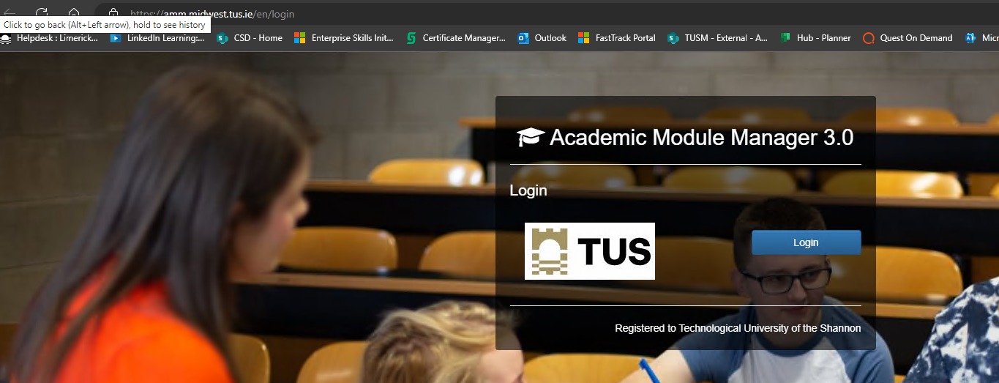 https://amm.midwest.tus.ie/en/login
Click to go back (Alt+Left arrow), hold to see history
Helpdesk : Limerick... LinkedIn Learning:... CSD - Home Enterprise Skills Init... Certificate Manager... Outlook FastTrack Portal TUSM - External - A... Hub - Planner Quest On Demand Micr
Academic Module Manager 3.0
Login
TUS
Login
Registered to Technological University of the Shannon